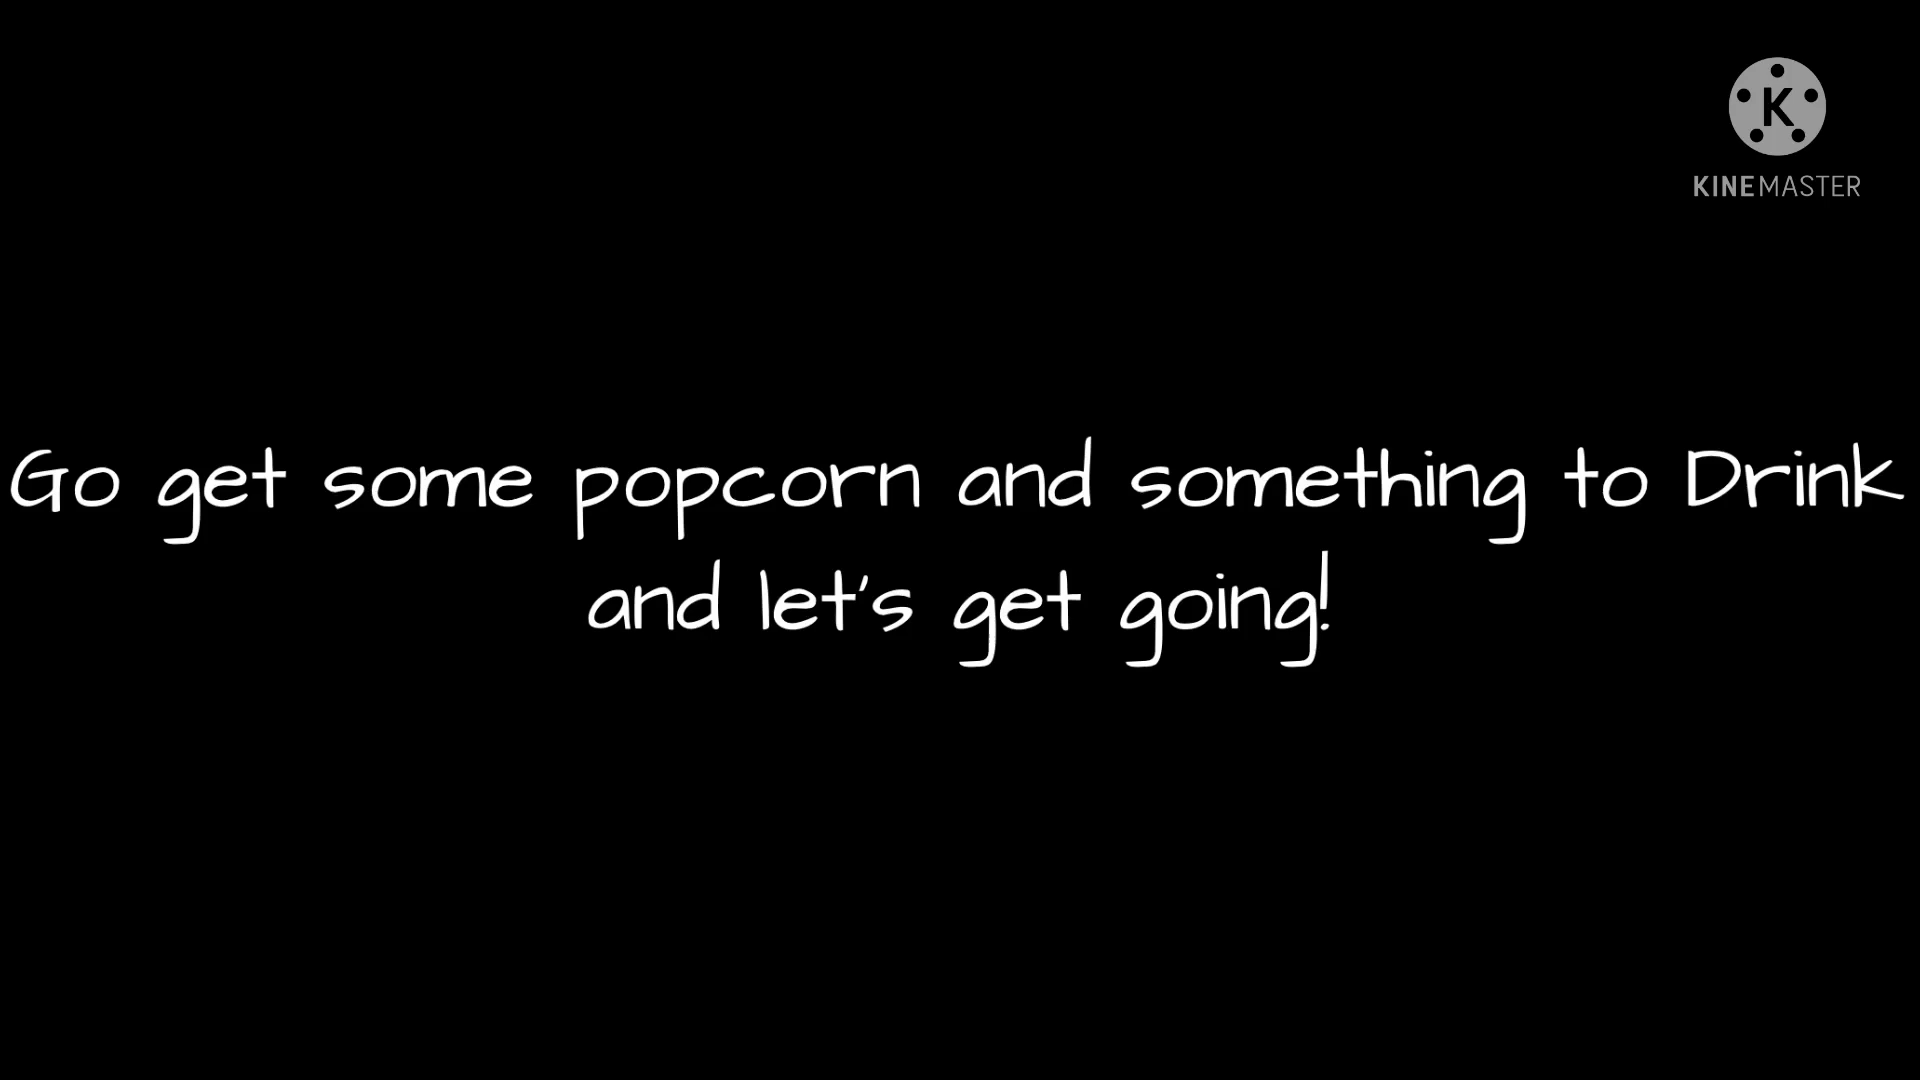 K
KINEMASTER
Go get some popcorn and something to Drink
and let's get going!